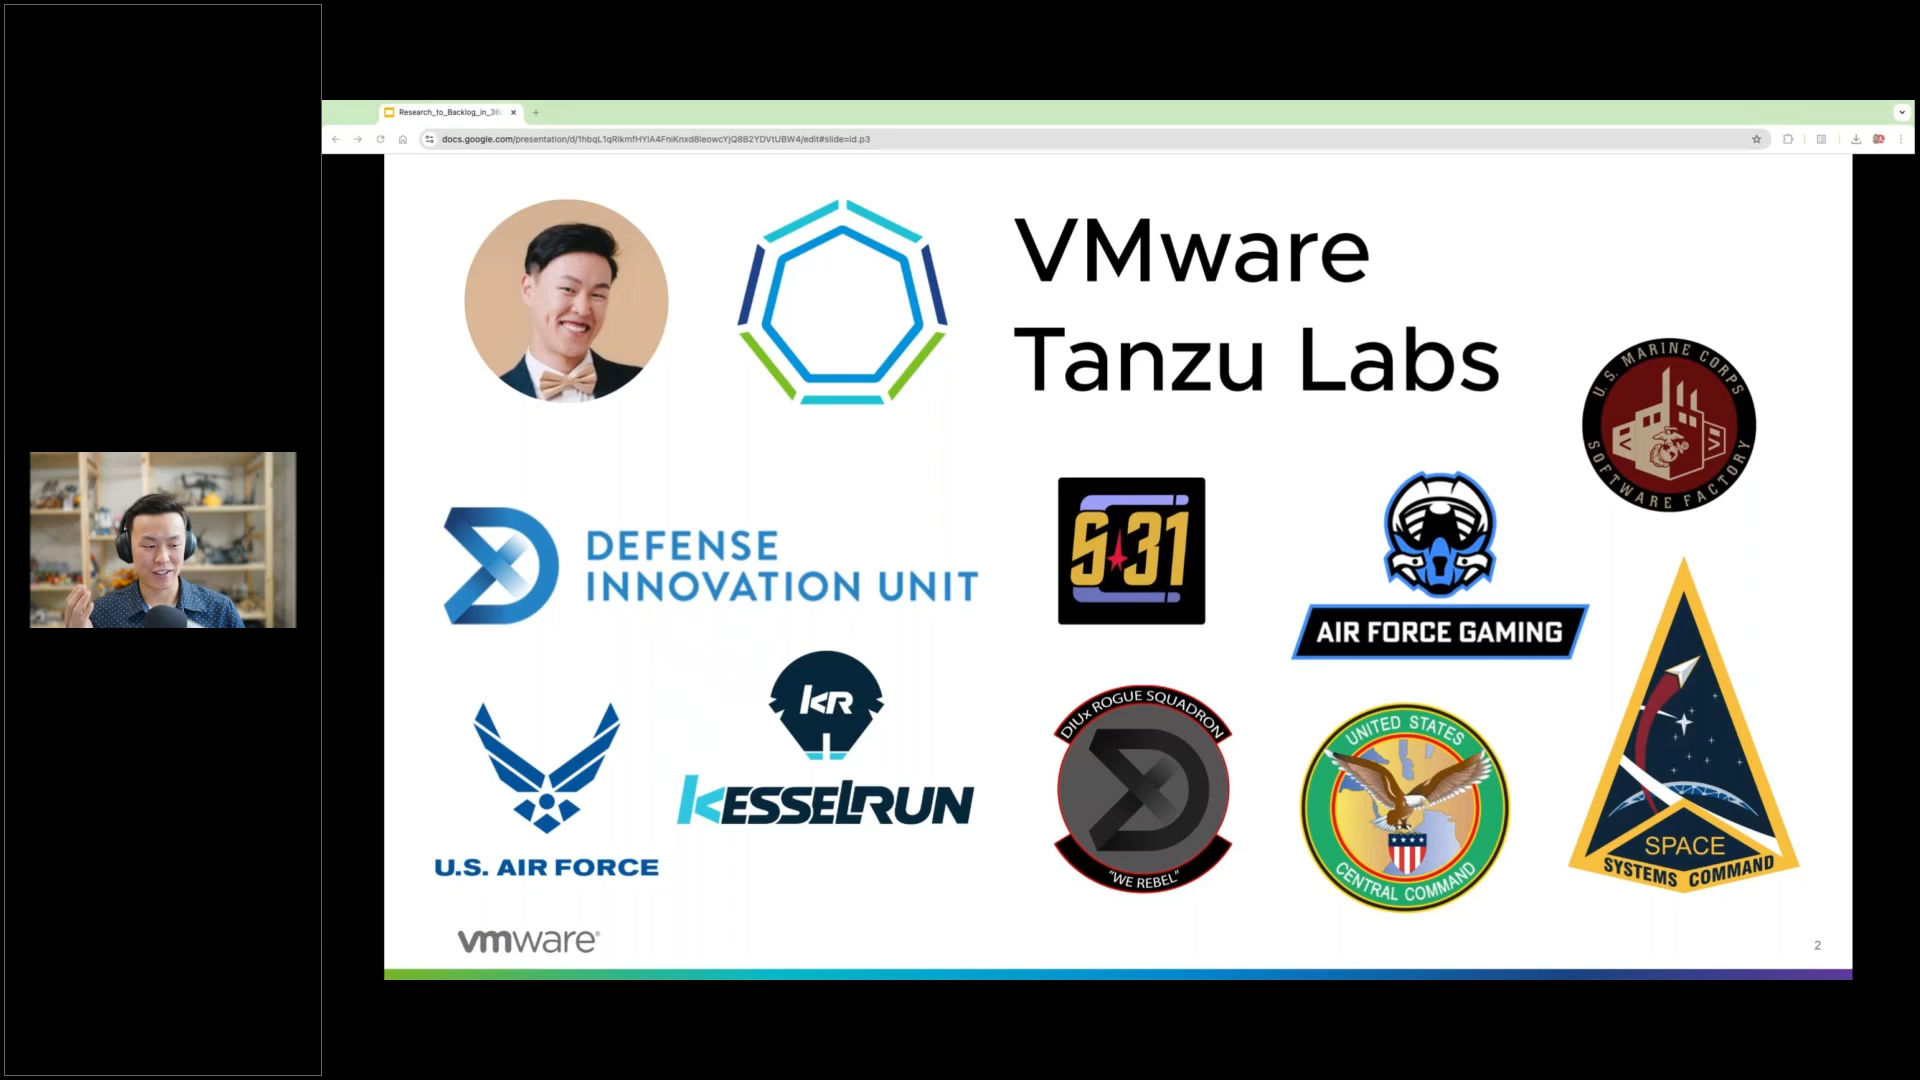 Research_to_Backlog_in_36
docs.google.com/presentation/d/1hbqL1qRlkmfHYIA4FniKnxd8leowcYjQ8B2YDVtUBW4/edit#slide=id.p3
VMware
Tanzu Labs
U.S. MARINE CORPS
SOFTWARE FACTORY
DEFENSE
INNOVATION UNIT
S 31
AIR FORCE GAMING
U.S. AIR FORCE
KR
KESSELRUN
DIUx ROGUE SQUADRON
"WE REBEL"
UNITED STATES
CENTRAL COMMAND
SPACE
SYSTEMS COMMAND
vmware®
2